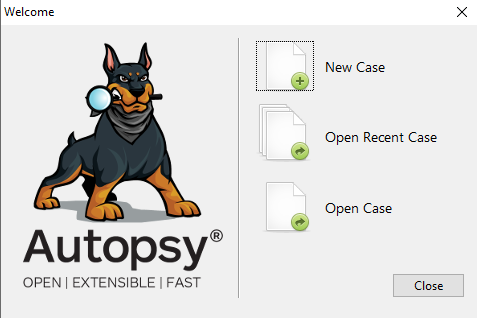 Welcome
New Case
Open Recent Case
Open Case
Autopsy®
OPEN | EXTENSIBLE | FAST
Close